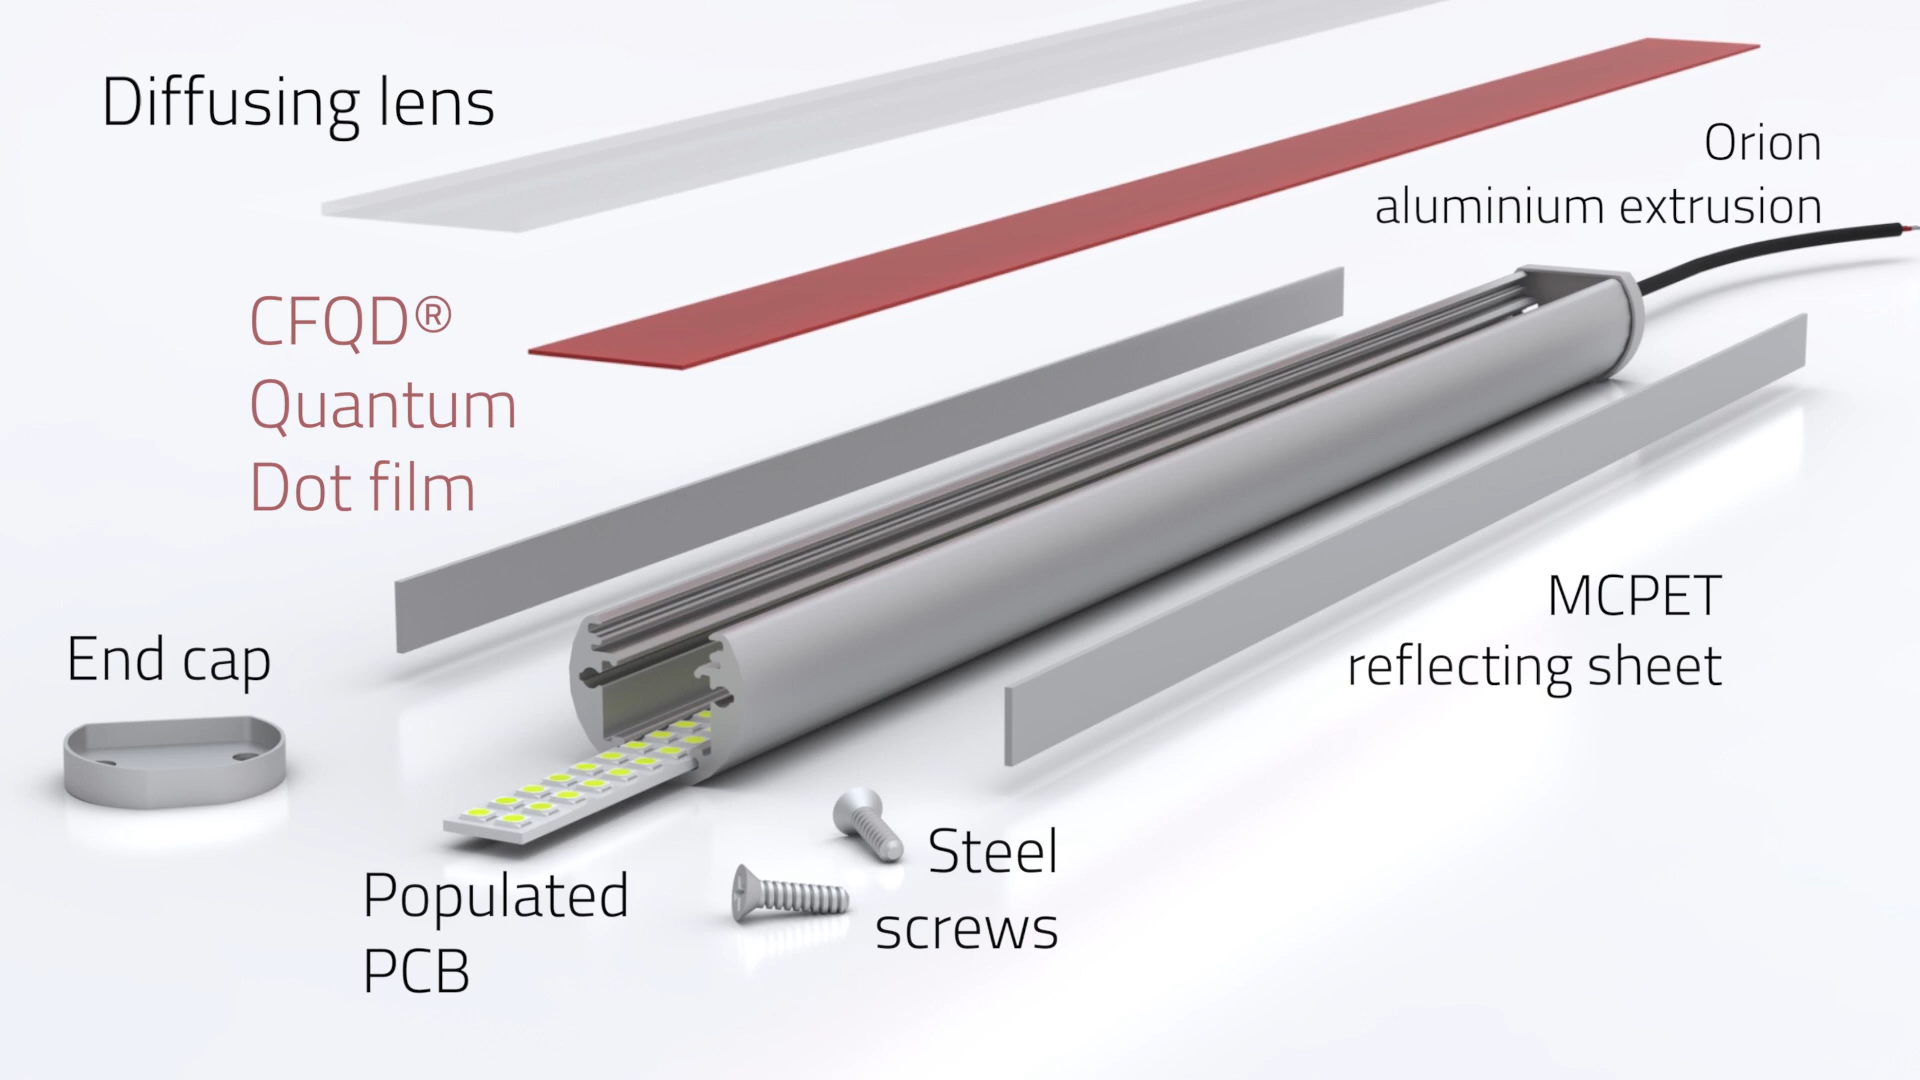 Diffusing lens
Orion
aluminium extrusion
CFQD®
Quantum
Dot film
MCPET
reflecting sheet
End cap
Steel
screws
Populated
PCB